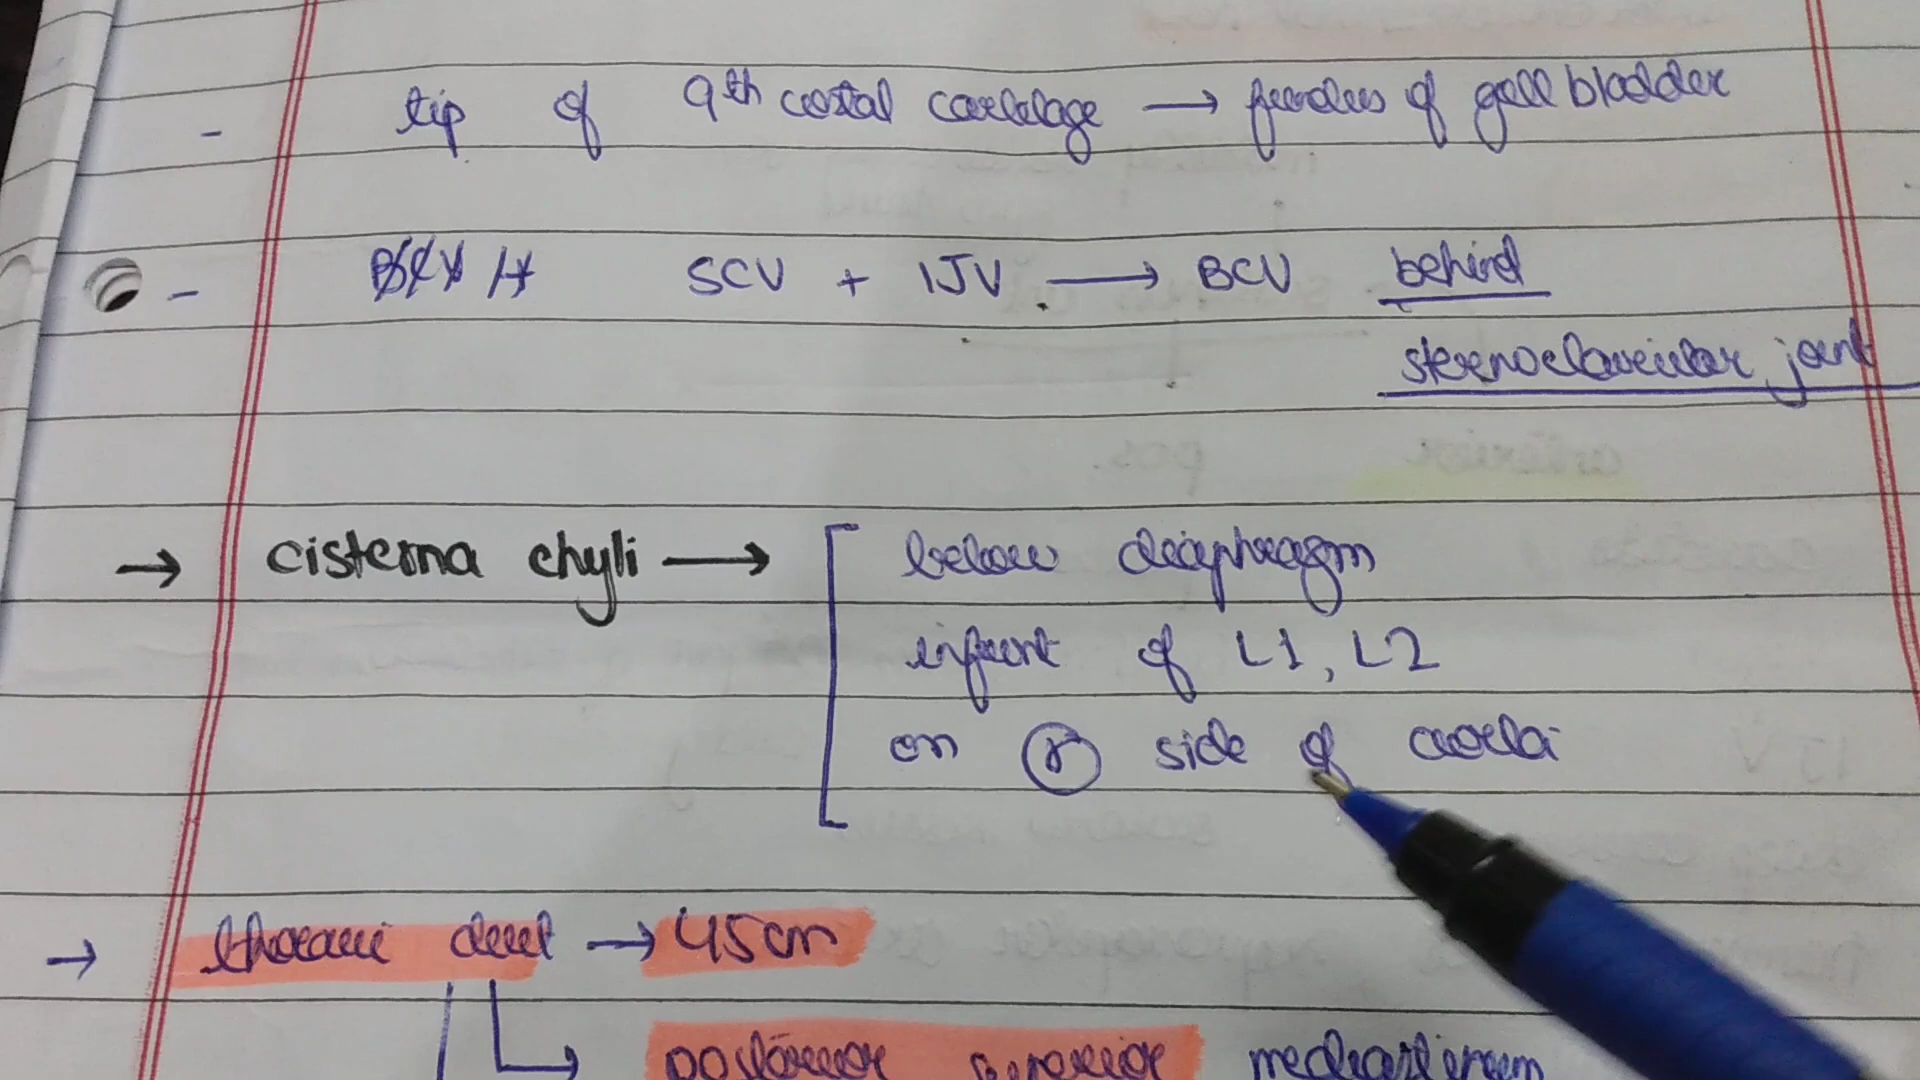 - tip of 9th costal cartilage → fundus of gall bladder
- SCV + IJV → BCV behind
sternoclavicular joint
→ cisterna chyli → below diaphragm
infront of L1, L2
on (r) side of aorta
→ thoracic duct → 45cm
posterior superior mediastinum